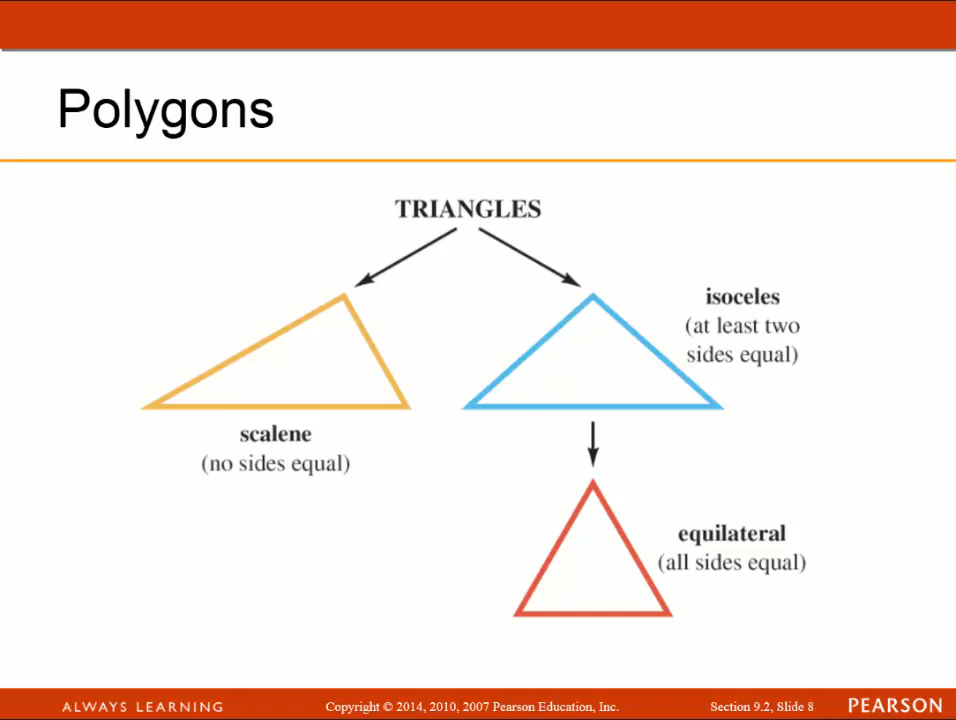 Polygons
TRIANGLES
isoceles
(at least two
sides equal)
scalene
(no sides equal)
equilateral
(all sides equal)
ALWAYS LEARNING
Copyright © 2014, 2010, 2007 Pearson Education, Inc.
Section 9.2, Slide 8
PEARSON